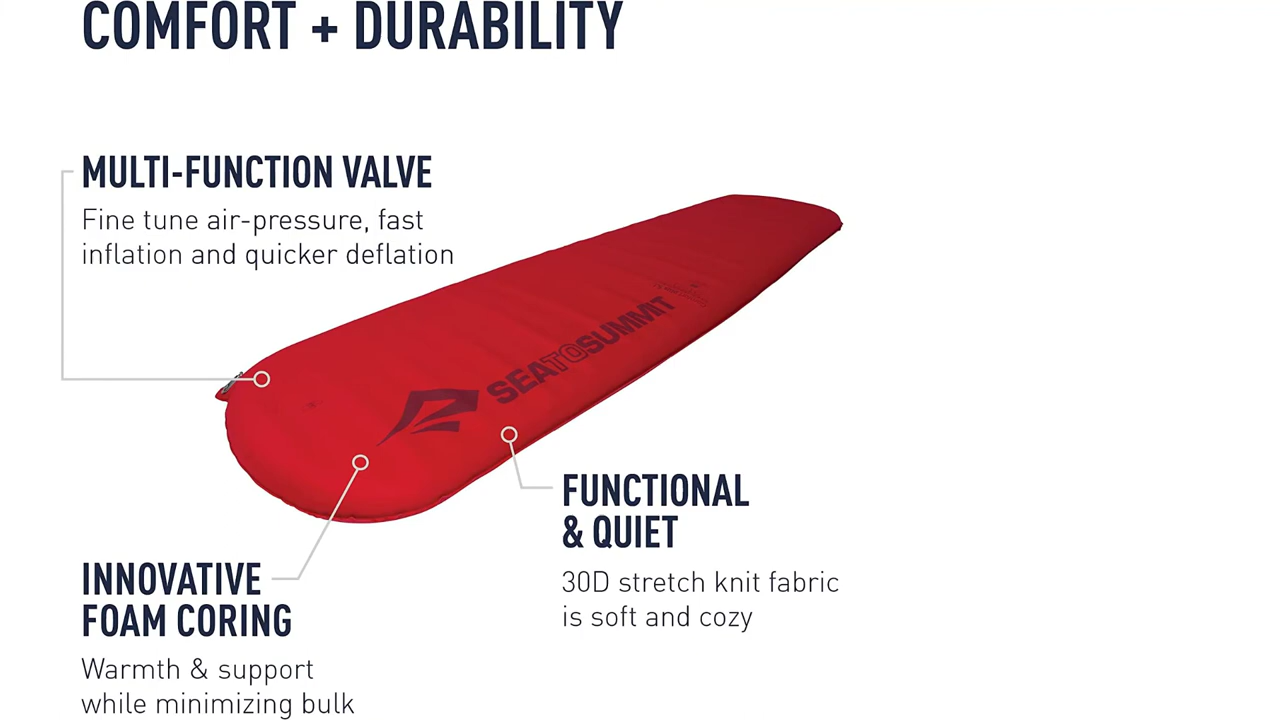 COMFORT + DURABILITY
MULTI-FUNCTION VALVE
Fine tune air-pressure, fast
inflation and quicker deflation
SEATOSUMMIT
FUNCTIONAL
& QUIET
30D stretch knit fabric
is soft and cozy
INNOVATIVE
FOAM CORING
Warmth & support
while minimizing bulk